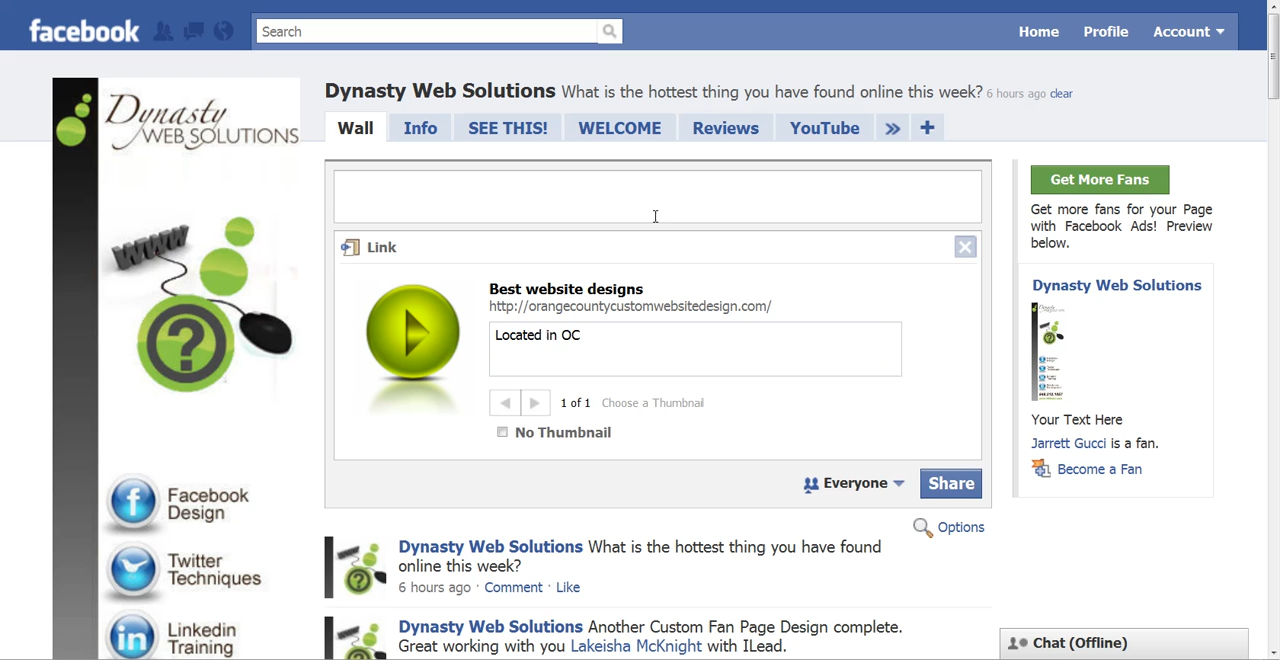 facebook
Search
Home Profile Account
Dynasty WEB SOLUTIONS
WWW
?
Facebook Design
Twitter Techniques
Linkedin Training
Dynasty Web Solutions What is the hottest thing you have found online this week? 6 hours ago clear
Wall Info SEE THIS! WELCOME Reviews YouTube » +
Link
Best website designs
http://orangecountycustomwebsitedesign.com/
Located in OC
1 of 1 Choose a Thumbnail
No Thumbnail
Everyone Share
Options
Dynasty Web Solutions What is the hottest thing you have found
online this week?
6 hours ago · Comment · Like
Dynasty Web Solutions Another Custom Fan Page Design complete.
Great working with you Lakeisha McKnight with ILead.
Get More Fans
Get more fans for your Page
with Facebook Ads! Preview
below.
Dynasty Web Solutions
Your Text Here
Jarrett Gucci is a fan.
Become a Fan
Chat (Offline)